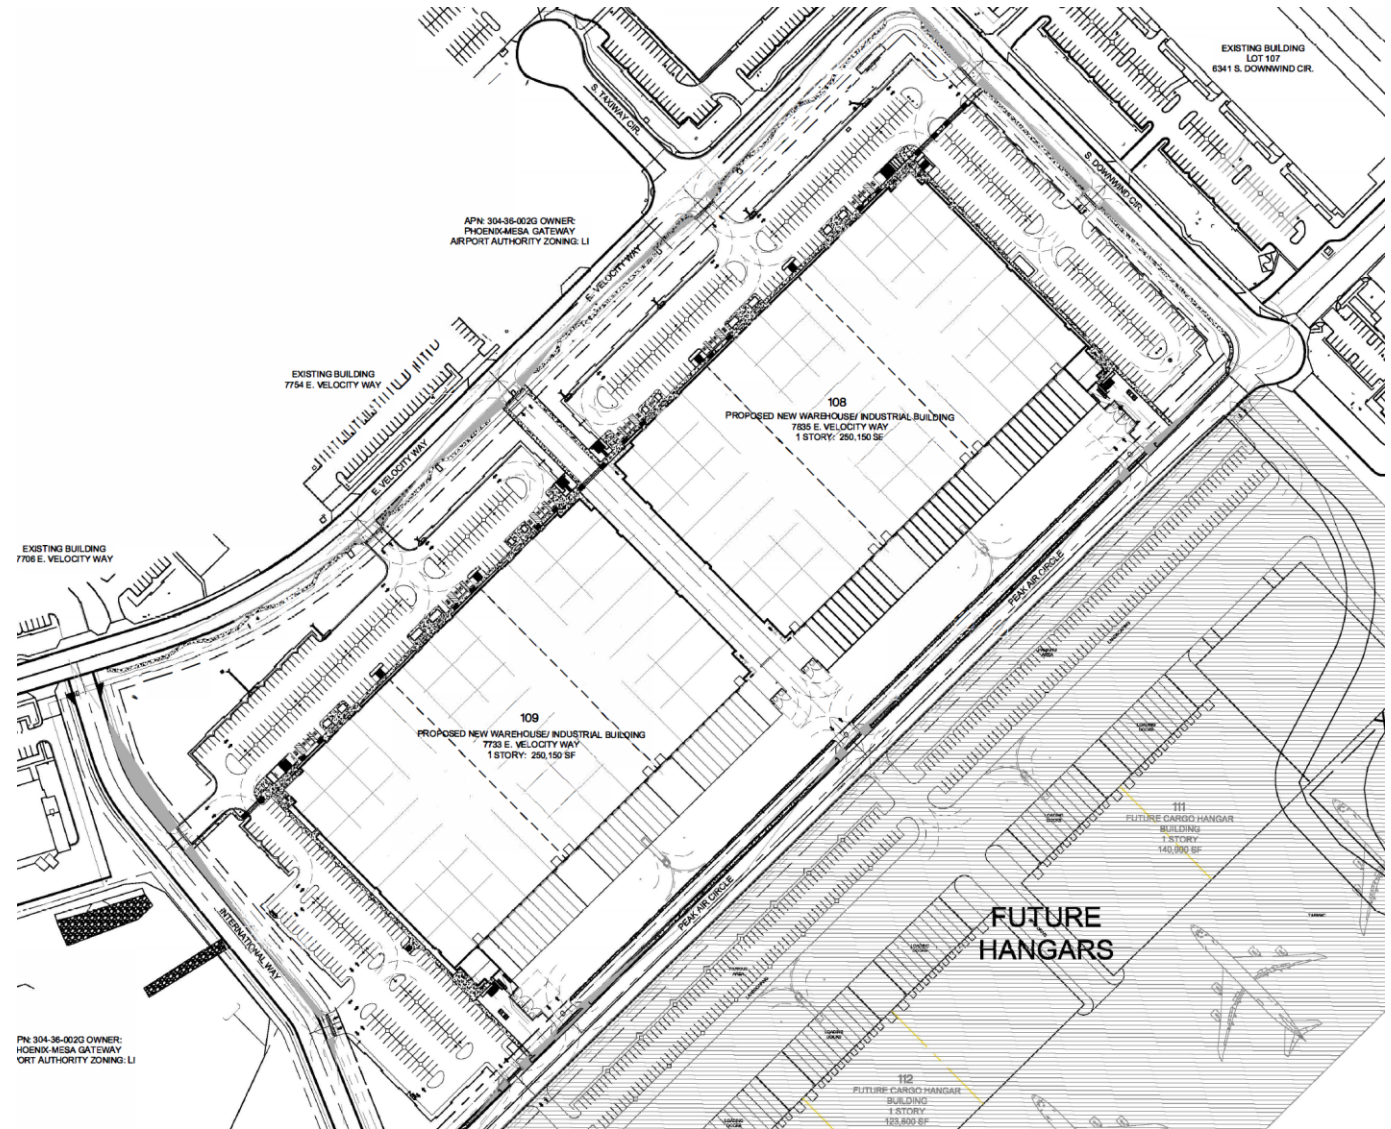 EXISTING BUILDING
LOT 107
6341 S. DOWNWIND CIR.
S. TAXIWAY CIR.
S. DOWNWIND CIR.
APN: 304-36-002G OWNER:
PHOENIX-MESA GATEWAY
AIRPORT AUTHORITY ZONING: LI
E. VELOCITY WAY
EXISTING BUILDING
7754 E. VELOCITY WAY
108
PROPOSED NEW WAREHOUSE/ INDUSTRIAL BUILDING
7835 E. VELOCITY WAY
1 STORY: 250,150 SF
E. VELOCITY WAY
EXISTING BUILDING
7706 E. VELOCITY WAY
PEAK AIR CIRCLE
109
PROPOSED NEW WAREHOUSE/ INDUSTRIAL BUILDING
7733 E. VELOCITY WAY
1 STORY: 250,150 SF
111
FUTURE CARGO HANGAR
BUILDING
1 STORY
140,000 SF
PEAK AIR CIRCLE
INTERNATIONAL WAY
FUTURE
HANGARS
PN: 304-36-002G OWNER:
HOENIX-MESA GATEWAY
PORT AUTHORITY ZONING: LI
112
FUTURE CARGO HANGAR
BUILDING
1 STORY
123,600 SF